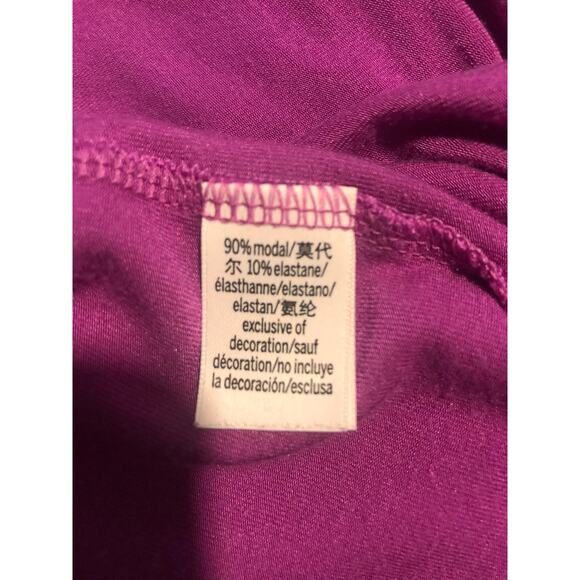 90% modal/莫代
尔 10% elastane/
élasthanne/elastano/
elastan/氨纶
exclusive of
decoration/sauf
décoration/no incluye
la decoración/esclusa